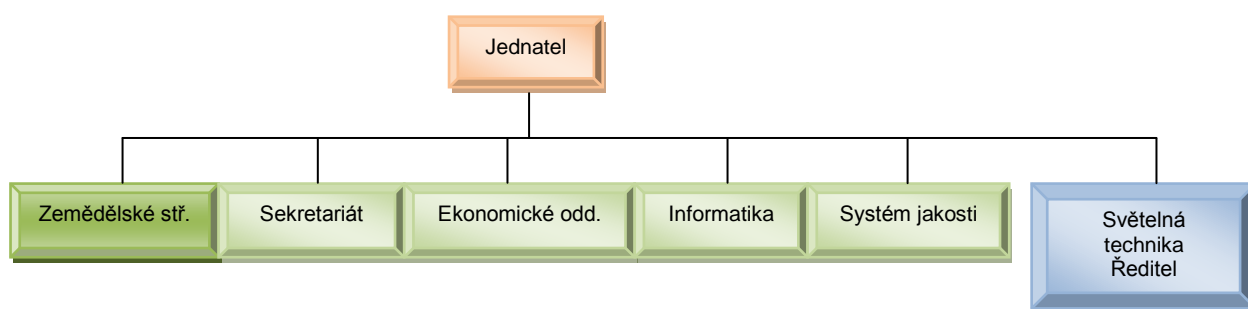 Jednatel
Zemědělské stř.
Sekretariát
Ekonomické odd.
Informatika
Systém jakosti
Světelná
technika
Ředitel